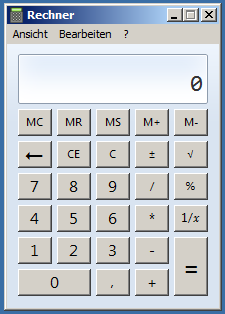 Rechner
Ansicht Bearbeiten ?
0
MC MR MS M+ M-
← CE C ± √
7 8 9 / %
4 5 6 * 1/x
1 2 3 - =
0 , +